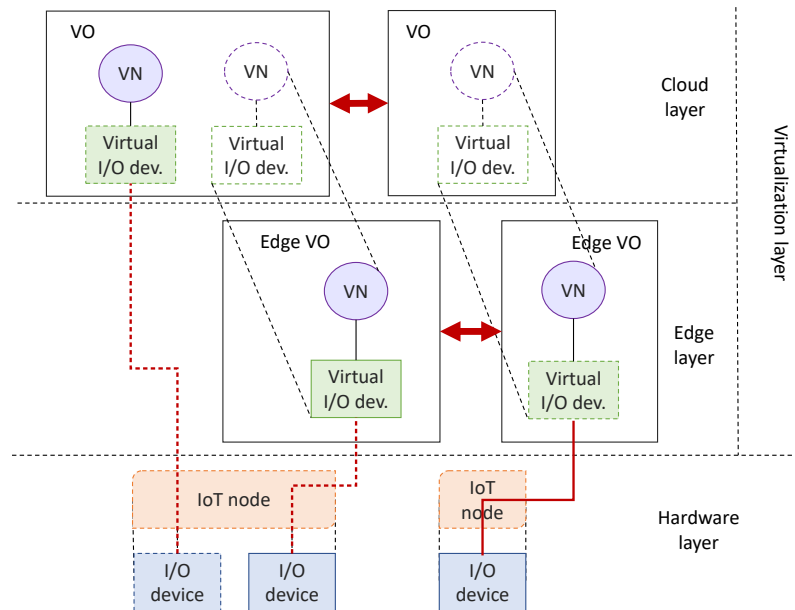 VO
VO
VN
VN
VN
Cloud
layer
Virtual
I/O dev.
Virtual
I/O dev.
Virtual
I/O dev.
Virtualization layer
Edge VO
Edge VO
VN
VN
Edge
layer
Virtual
I/O dev.
Virtual
I/O dev.
IoT node
IoT
node
Hardware
layer
I/O
device
I/O
device
I/O
device